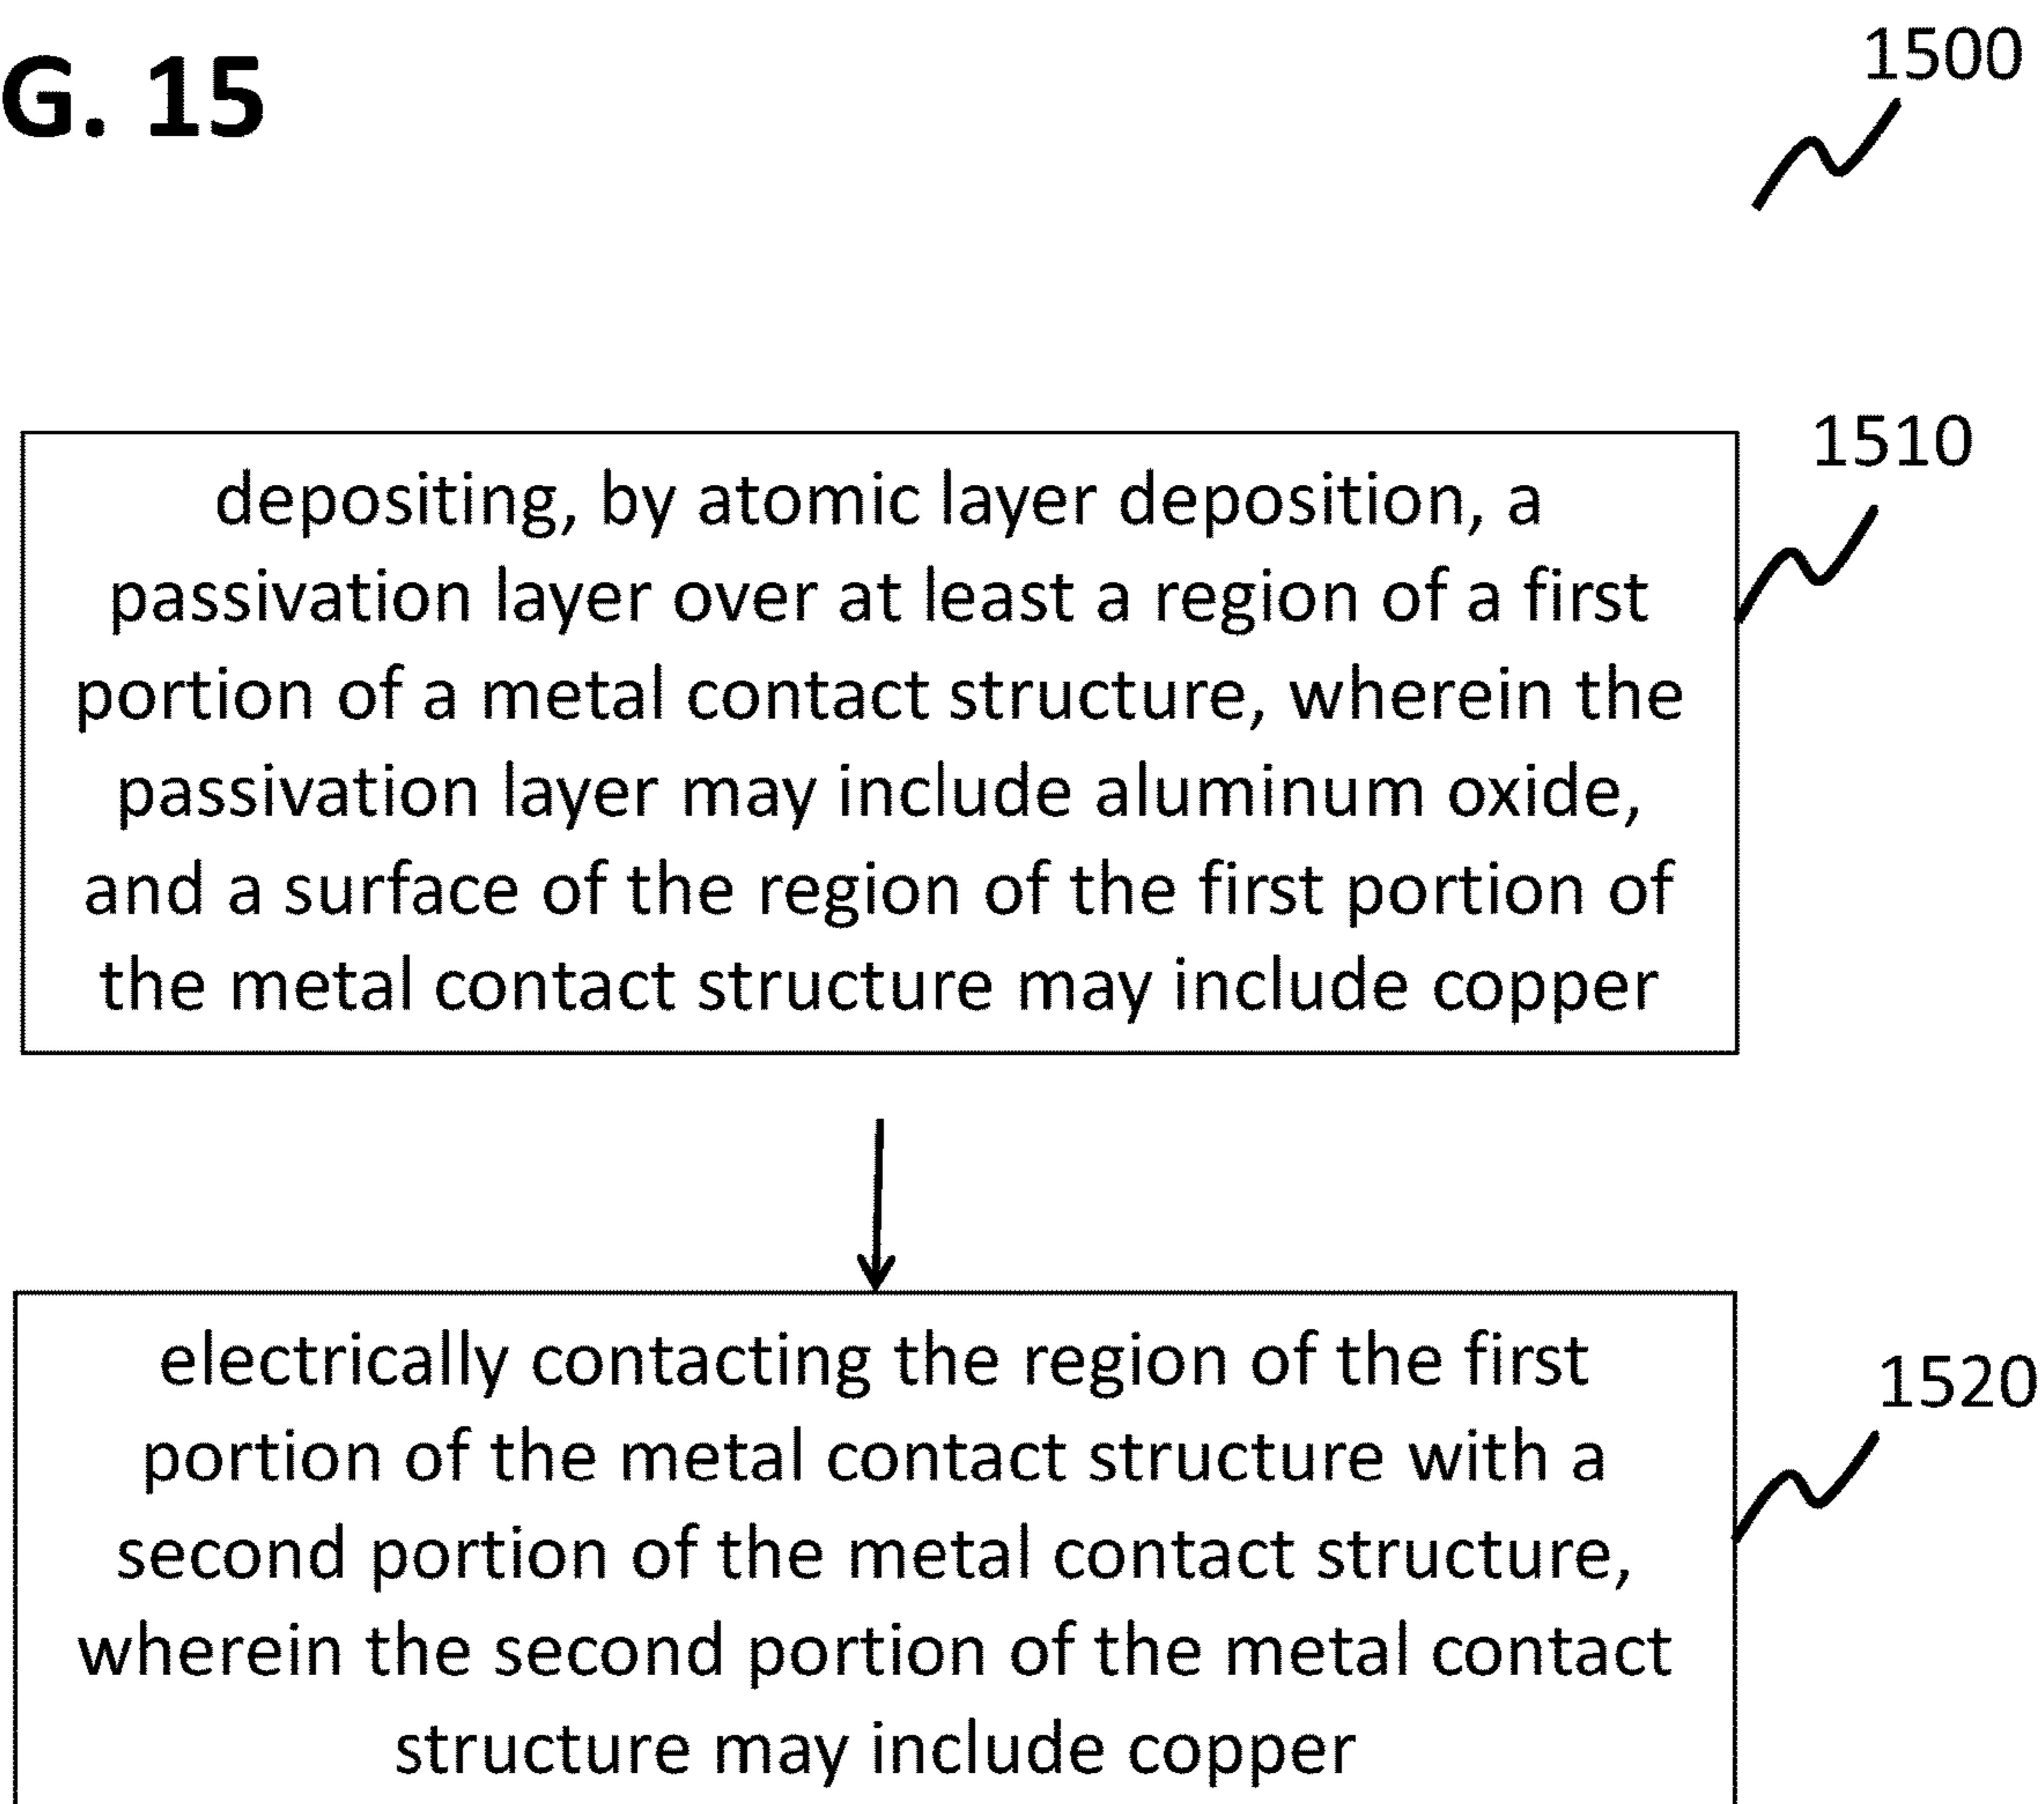 G. 15
1500
1510
depositing, by atomic layer deposition, a
passivation layer over at least a region of a first
portion of a metal contact structure, wherein the
passivation layer may include aluminum oxide,
and a surface of the region of the first portion of
the metal contact structure may include copper
1520
electrically contacting the region of the first
portion of the metal contact structure with a
second portion of the metal contact structure,
wherein the second portion of the metal contact
structure may include copper